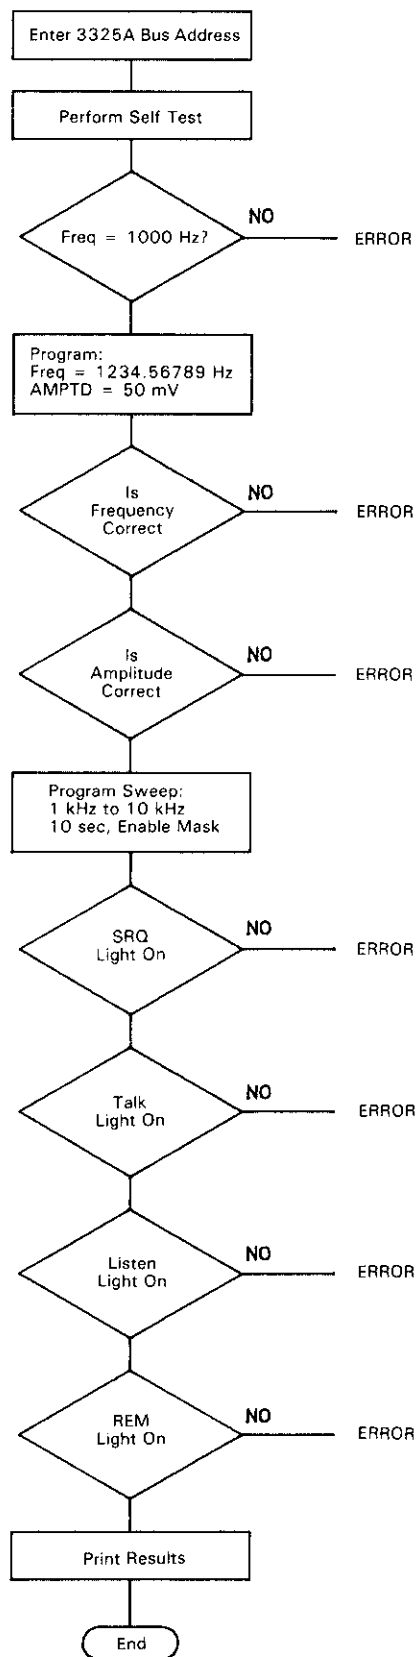 Enter 3325A Bus Address
Perform Self Test
Freq = 1000 Hz?
NO
ERROR
Program:
Freq = 1234.56789 Hz
AMPTD = 50 mV
Is
Frequency
Correct
NO
ERROR
Is
Amplitude
Correct
NO
ERROR
Program Sweep:
1 kHz to 10 kHz
10 sec, Enable Mask
SRQ
Light On
NO
ERROR
Talk
Light On
NO
ERROR
Listen
Light On
NO
ERROR
REM
Light On
NO
ERROR
Print Results
End